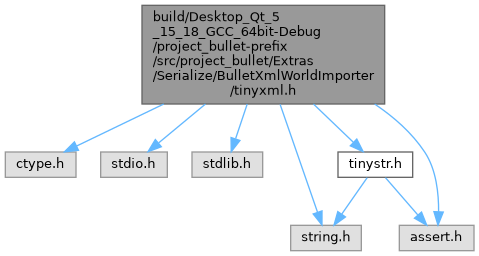 build/Desktop_Qt_5
_15_18_GCC_64bit-Debug
/project_bullet-prefix
/src/project_bullet/Extras
/Serialize/BulletXmlWorldImporter
/tinyxml.h
ctype.h
stdio.h
stdlib.h
tinystr.h
string.h
assert.h